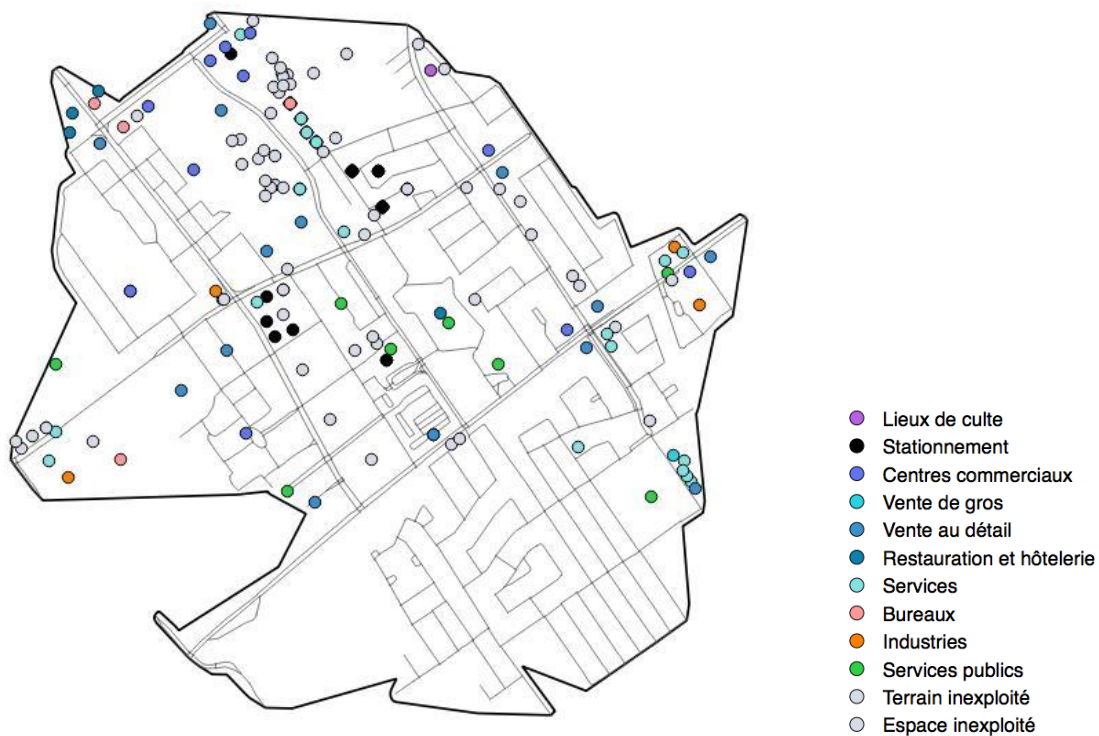 Lieux de culte
Stationnement
Centres commerciaux
Vente de gros
Vente au détail
Restauration et hôtelerie
Services
Bureaux
Industries
Services publics
Terrain inexploité
Espace inexploité